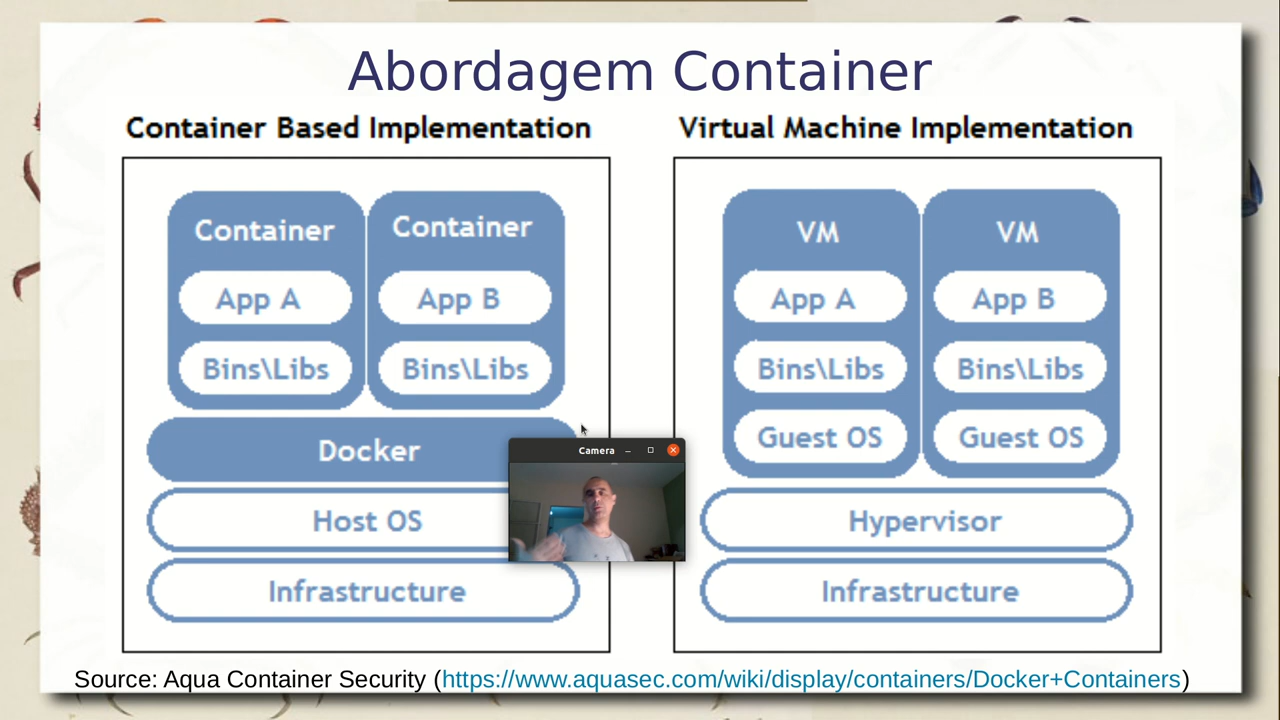 Abordagem Container
Container Based Implementation
Container
Container
App A
App B
Bins\Libs
Bins\Libs
Docker
Host OS
Infrastructure
Virtual Machine Implementation
VM
VM
App A
App B
Bins\Libs
Bins\Libs
Guest OS
Guest OS
Hypervisor
Infrastructure
Camera
Source: Aqua Container Security (https://www.aquasec.com/wiki/display/containers/Docker+Containers)